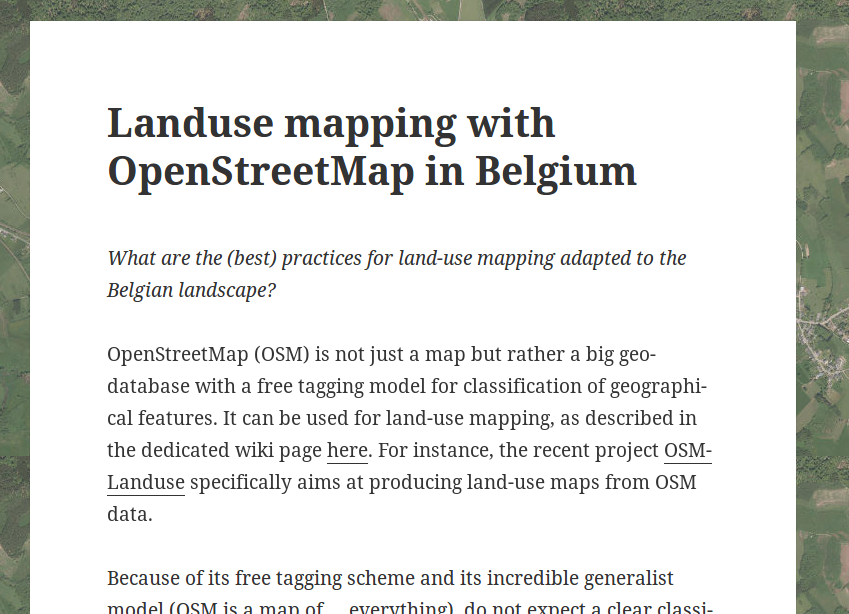 Landuse mapping with
OpenStreetMap in Belgium
What are the (best) practices for land-use mapping adapted to the
Belgian landscape?
OpenStreetMap (OSM) is not just a map but rather a big geo-
database with a free tagging model for classification of geographi-
cal features. It can be used for land-use mapping, as described in
the dedicated wiki page here. For instance, the recent project OSM-
Landuse specifically aims at producing land-use maps from OSM
data.
Because of its free tagging scheme and its incredible generalist
model (OSM is a map of … everything), do not expect a clear classi-